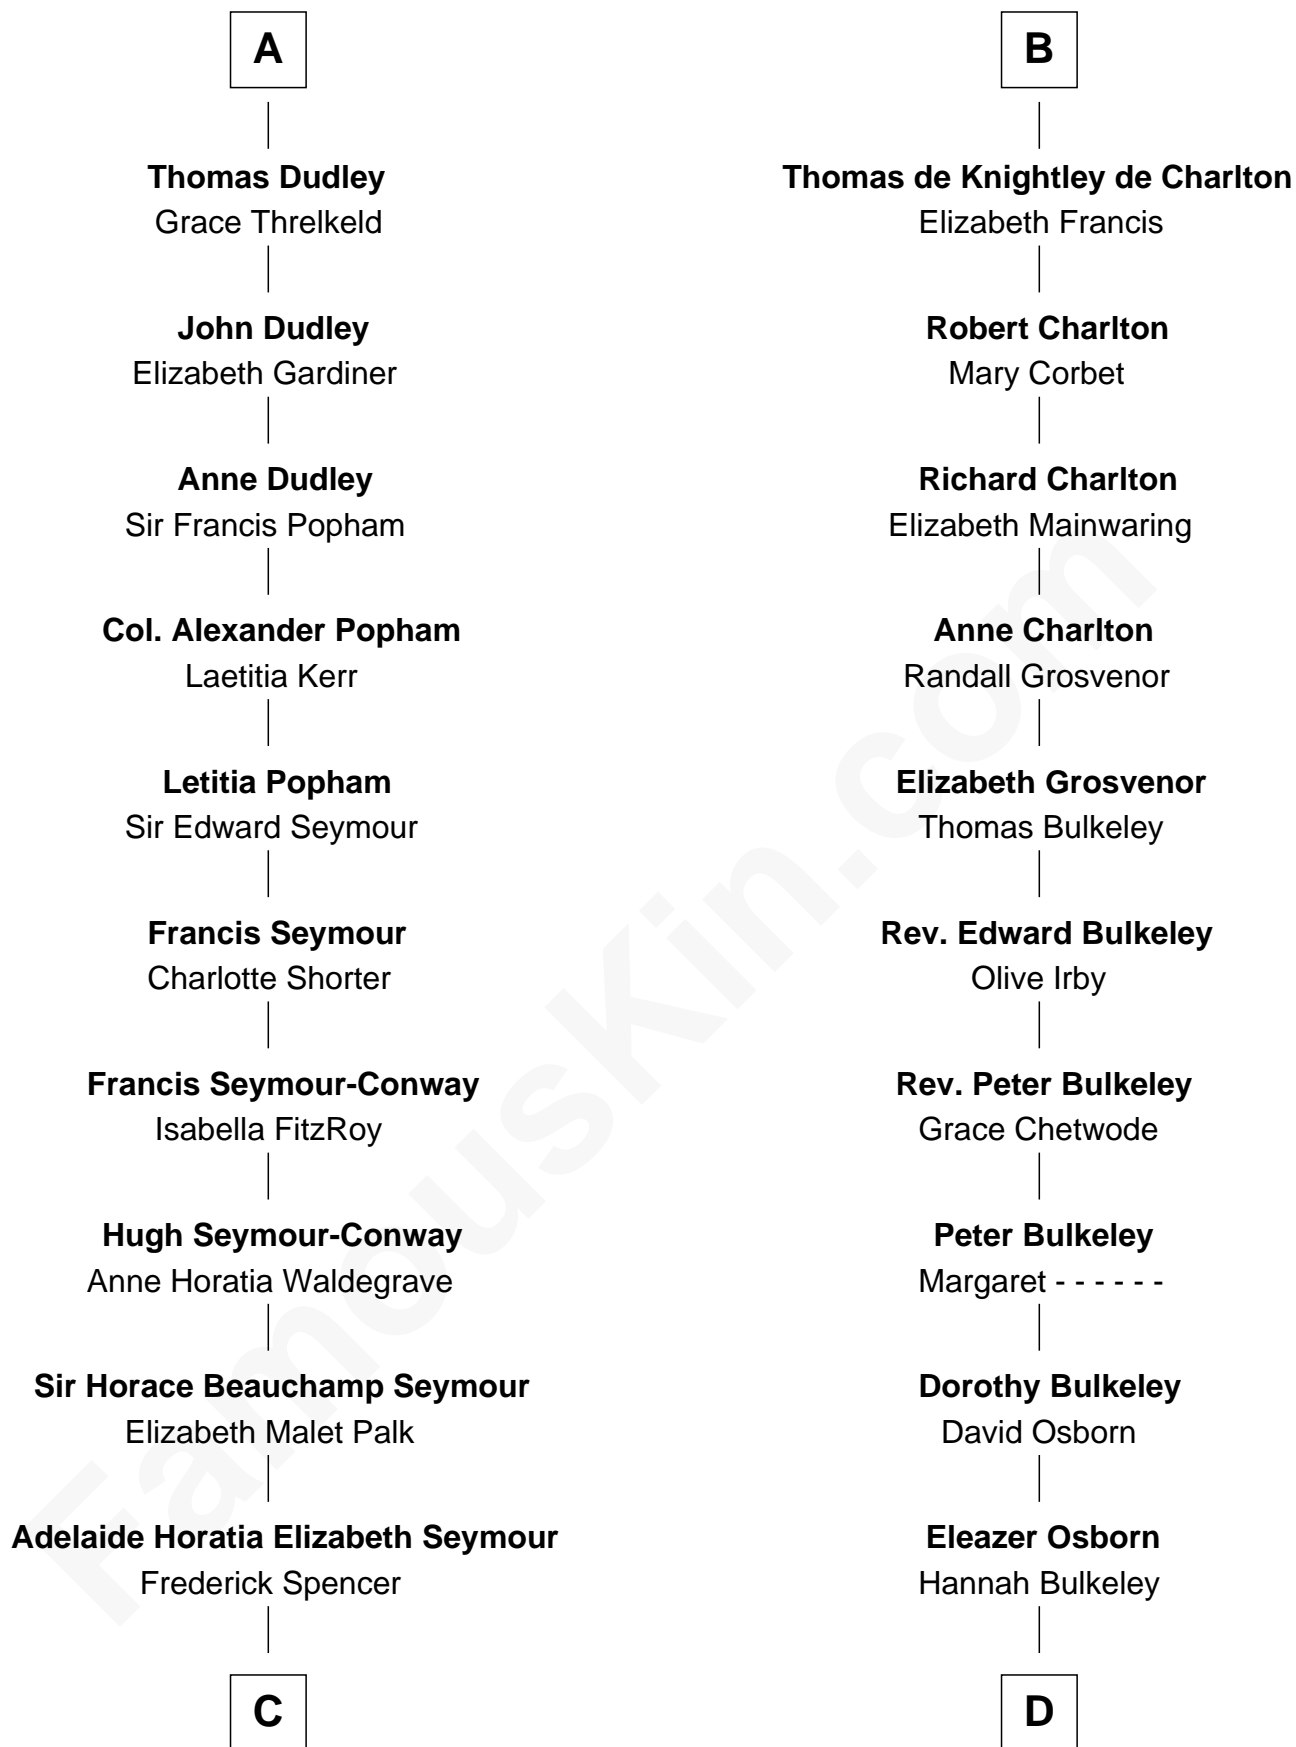 A
Thomas Dudley
Grace Threlkeld
John Dudley
Elizabeth Gardiner
Anne Dudley
Sir Francis Popham
Col. Alexander Popham
Laetitia Kerr
Letitia Popham
Sir Edward Seymour
Francis Seymour
Charlotte Shorter
Francis Seymour-Conway
Isabella FitzRoy
Hugh Seymour-Conway
Anne Horatia Waldegrave
Sir Horace Beauchamp Seymour
Elizabeth Malet Palk
Adelaide Horatia Elizabeth Seymour
Frederick Spencer
C
B
Thomas de Knightley de Charlton
Elizabeth Francis
Robert Charlton
Mary Corbet
Richard Charlton
Elizabeth Mainwaring
Anne Charlton
Randall Grosvenor
Elizabeth Grosvenor
Thomas Bulkeley
Rev. Edward Bulkeley
Olive Irby
Rev. Peter Bulkeley
Grace Chetwode
Peter Bulkeley
Margaret - - - - - -
Dorothy Bulkeley
David Osborn
Eleazer Osborn
Hannah Bulkeley
D
FamousKin.com